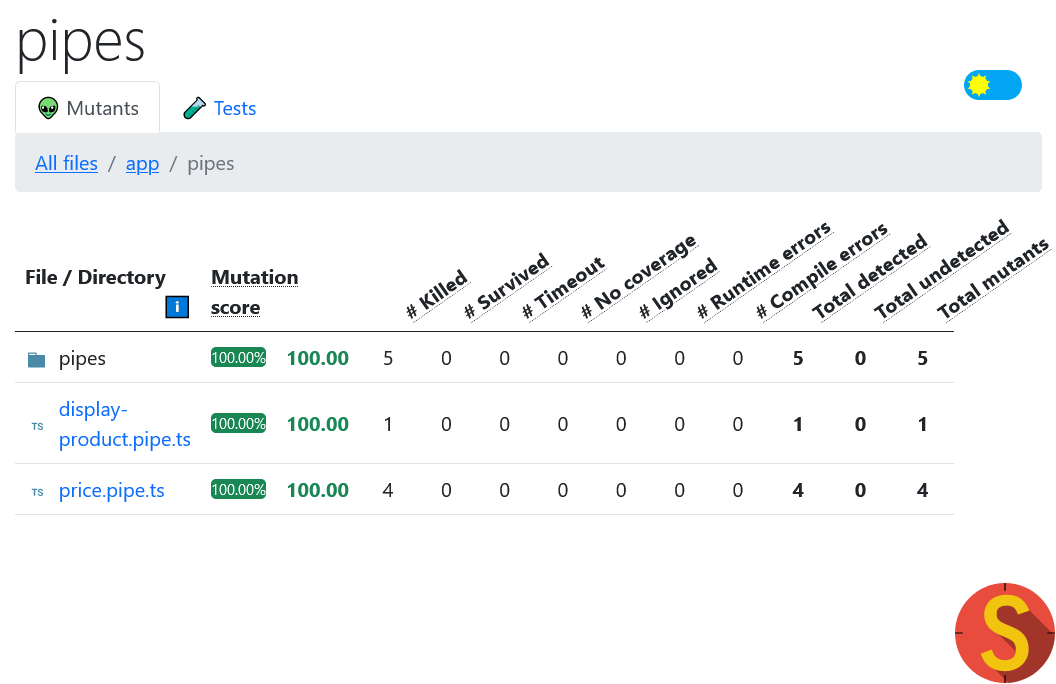 pipes
Mutants Tests
All files / app / pipes
File / Directory Mutation score # Killed # Survived # Timeout # No coverage # Ignored # Runtime errors # Compile errors Total detected Total undetected Total mutants
i
pipes 100.00% 100.00 5 0 0 0 0 0 0 5 0 5
TS display-
product.pipe.ts 100.00% 100.00 1 0 0 0 0 0 0 1 0 1
TS price.pipe.ts 100.00% 100.00 4 0 0 0 0 0 0 4 0 4
S